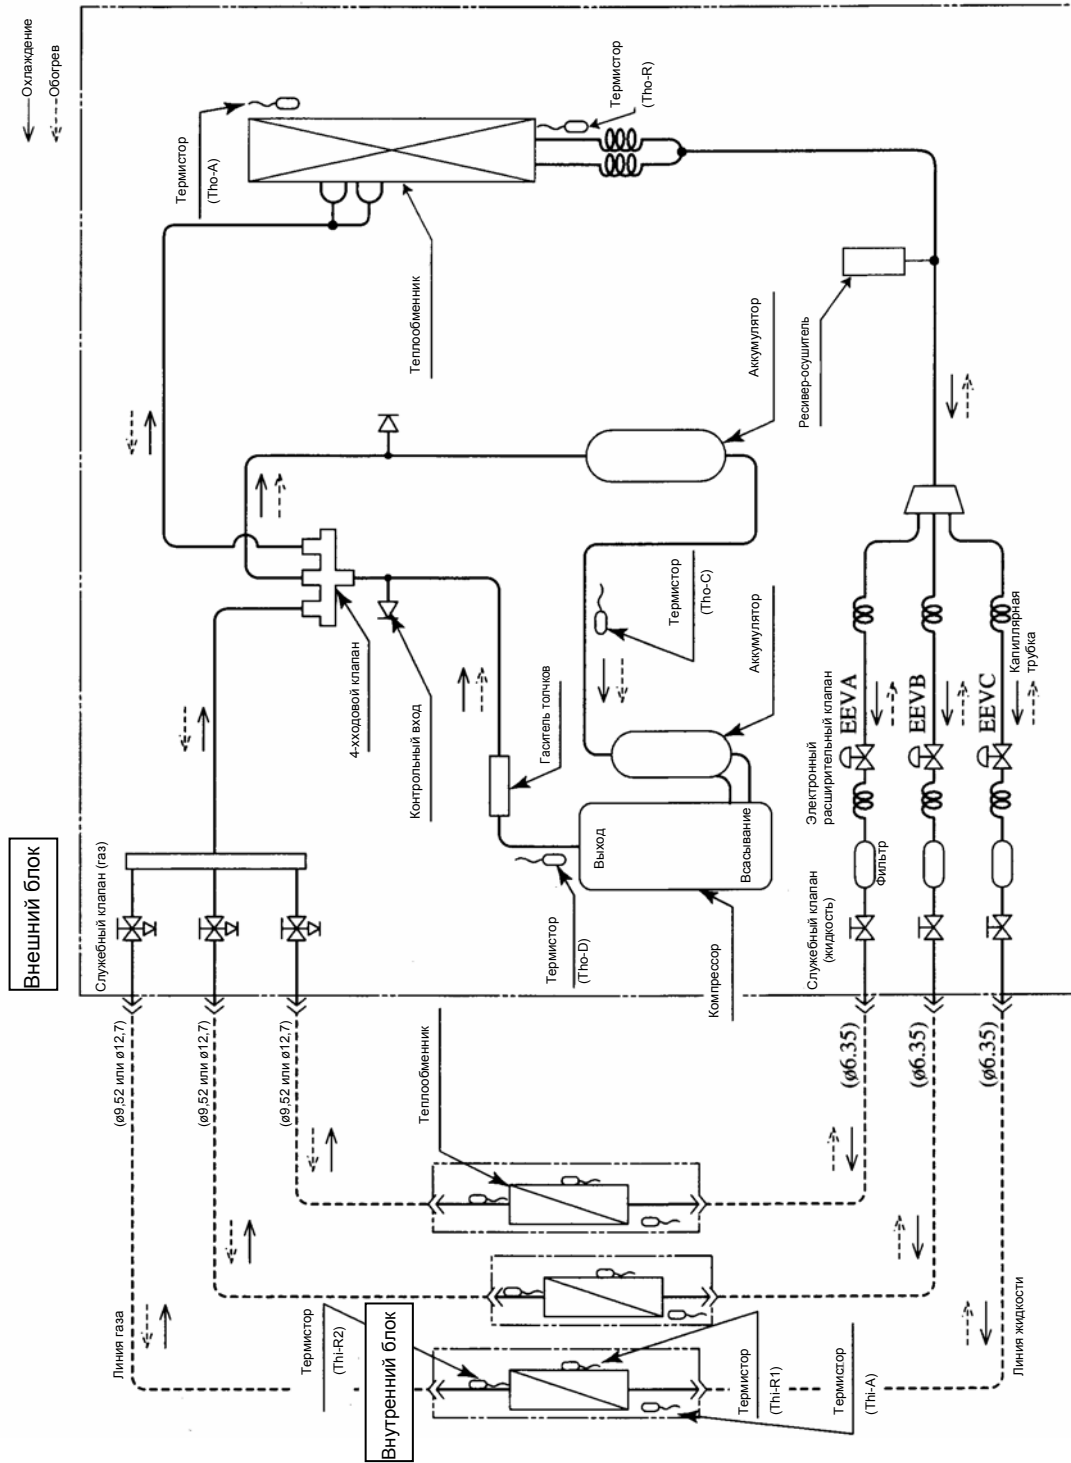 Внешний блок
Охлаждение
Обогрев
Термистор
(Tho-A)
Термистор
(Tho-R)
Теплообменник
Аккумулятор
Ресивер-осушитель
4-хходовой клапан
Контрольный вход
Гаситель толчков
Термистор
(Tho-C)
Аккумулятор
Служебный клапан (газ)
Выход
Всасывание
Термистор
(Tho-D)
Компрессор
Капиллярная
трубка
EEVA
EEVB
EEVC
Электронный
расширительный клапан
Фильтр
Служебный клапан
(жидкость)
(ø9,52 или ø12,7)
(ø9,52 или ø12,7)
(ø9,52 или ø12,7)
(ø6.35)
(ø6.35)
(ø6.35)
Теплообменник
Линия газа
Термистор
(Thi-R2)
Внутренний блок
Термистор
(Thi-R1)
Термистор
(Thi-A)
Линия жидкости